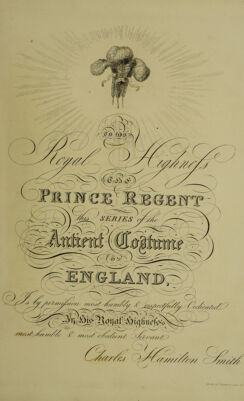 To His
Royal Highneſs
THE
PRINCE REGENT
this SERIES of the
Antient Coſtume
of
ENGLAND.
Is by permiſsion most humbly & respectfully Dedicated,
By His Royal Highneſs's
most humble & most obedient Servant
Charles Hamilton Smith